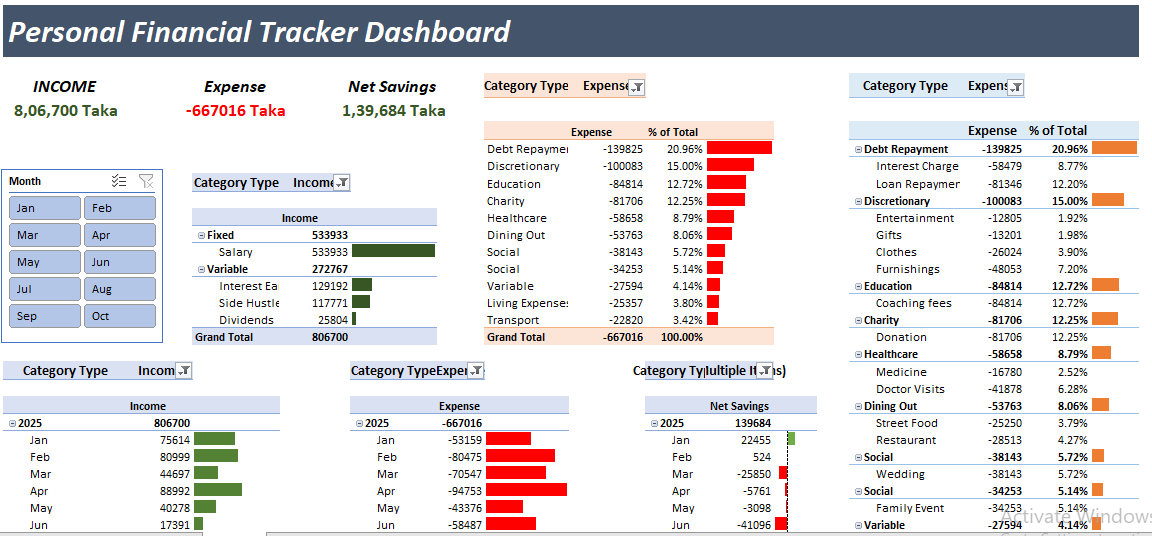 Personal Financial Tracker Dashboard
INCOME Expense Net Savings
8,06,700 Taka -667016 Taka 1,39,684 Taka
Month
Jan Feb
Mar Apr
May Jun
Jul Aug
Sep Oct
Category Type Income
Income
Fixed 533933
Salary 533933
Variable 272767
Interest Ea 129192
Side Hustle 117771
Dividends 25804
Grand Total 806700
Category Type Expense
Expense % of Total
Debt Repaymen -139825 20.96%
Discretionary -100083 15.00%
Education -84814 12.72%
Charity -81706 12.25%
Healthcare -58658 8.79%
Dining Out -53763 8.06%
Social -38143 5.72%
Social -34253 5.14%
Variable -27594 4.14%
Living Expenses -25357 3.80%
Transport -22820 3.42%
Grand Total -667016 100.00%
Category Type Expens
Expense % of Total
Debt Repayment -139825 20.96%
Interest Charge -58479 8.77%
Loan Repaymen -81346 12.20%
Discretionary -100083 15.00%
Entertainment -12805 1.92%
Gifts -13201 1.98%
Clothes -26024 3.90%
Furnishings -48053 7.20%
Education -84814 12.72%
Coaching fees -84814 12.72%
Charity -81706 12.25%
Donation -81706 12.25%
Healthcare -58658 8.79%
Medicine -16780 2.52%
Doctor Visits -41878 6.28%
Dining Out -53763 8.06%
Street Food -25250 3.79%
Restaurant -28513 4.27%
Social -38143 5.72%
Wedding -38143 5.72%
Social -34253 5.14%
Family Event -34253 5.14%
Variable -27594 4.14%
Category Type Incom
Income
2025 806700
Jan 75614
Feb 80999
Mar 44697
Apr 88992
May 40278
Jun 17391
Category Type Exper
Expense
2025 -667016
Jan -53159
Feb -80475
Mar -70547
Apr -94753
May -43376
Jun -58487
Category Typ (Multiple Items)
Net Savings
2025 139684
Jan 22455
Feb 524
Mar -25850
Apr -5761
May -3098
Jun -41096
Activate Windows